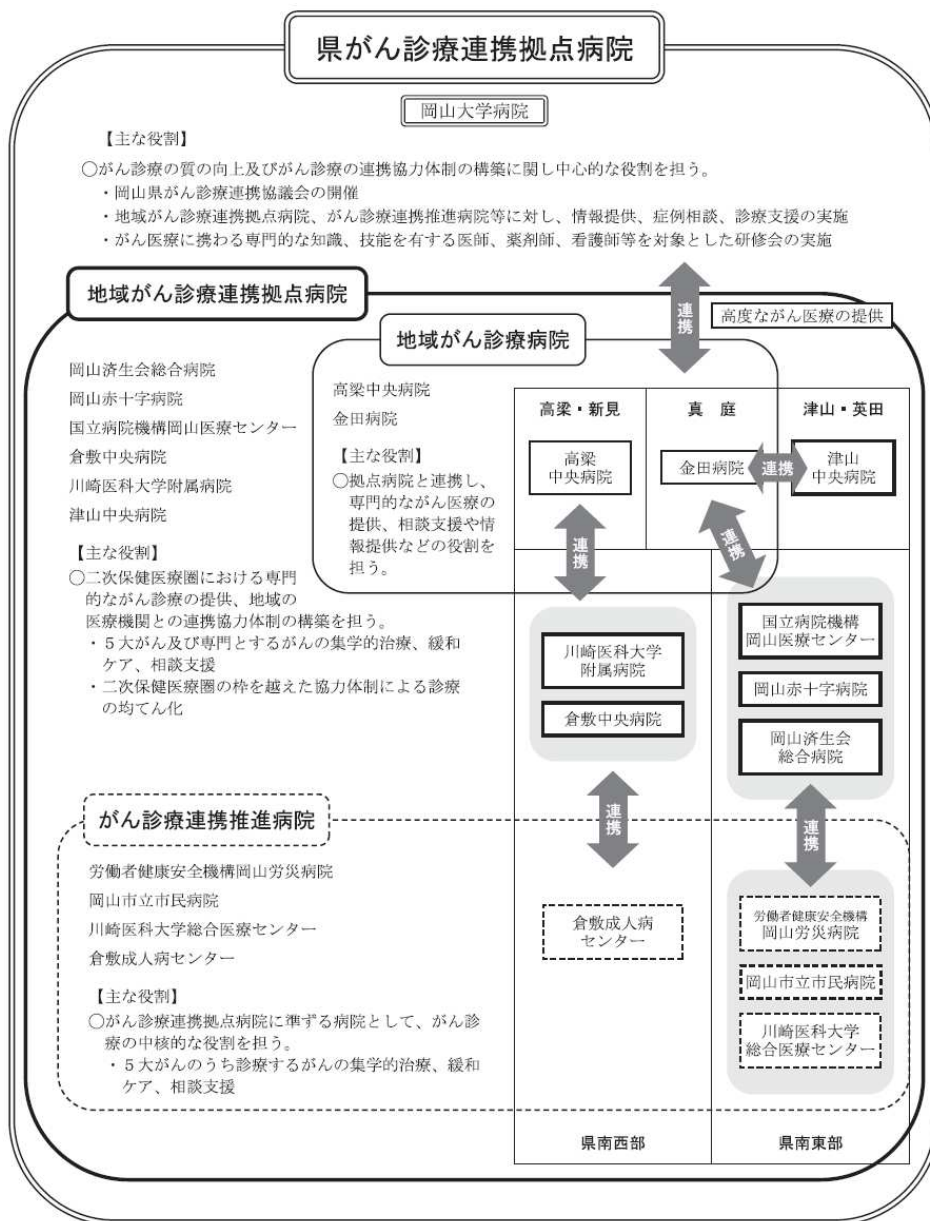 県がん診療連携拠点病院
岡山大学病院
【主な役割】
○がん診療の質の向上及びがん診療の連携協力体制の構築に関し中心的な役割を担う。
・岡山県がん診療連携協議会の開催
・地域がん診療連携拠点病院、がん診療連携推進病院等に対し、情報提供、症例相談、診療支援の実施
・がん医療に携わる専門的な知識、技能を有する医師、薬剤師、看護師等を対象とした研修会の実施
連携
高度ながん医療の提供
地域がん診療連携拠点病院
岡山済生会総合病院
岡山赤十字病院
国立病院機構岡山医療センター
倉敷中央病院
川崎医科大学附属病院
津山中央病院
【主な役割】
○二次保健医療圏における専門
的ながん診療の提供、地域の
医療機関との連携協力体制の構築を担う。
・5大がん及び専門とするがんの集学的治療、緩和
ケア、相談支援
・二次保健医療圏の枠を越えた協力体制による診療
の均てん化
地域がん診療病院
高梁中央病院
金田病院
【主な役割】
○拠点病院と連携し、
専門的ながん医療の
提供、相談支援や情
報提供などの役割を
担う。
高梁・新見
真　庭
津山・英田
高梁
中央病院
金田病院
連携
津山
中央病院
連携
連携
川崎医科大学
附属病院
倉敷中央病院
国立病院機構
岡山医療センター
岡山赤十字病院
岡山済生会
総合病院
連携
連携
がん診療連携推進病院
労働者健康安全機構岡山労災病院
岡山市立市民病院
川崎医科大学総合医療センター
倉敷成人病センター
【主な役割】
○がん診療連携拠点病院に準ずる病院として、がん診
療の中核的な役割を担う。
・5大がんのうち診療するがんの集学的治療、緩和
ケア、相談支援
倉敷成人病
センター
労働者健康安全機構
岡山労災病院
岡山市立市民病院
川崎医科大学
総合医療センター
県南西部
県南東部